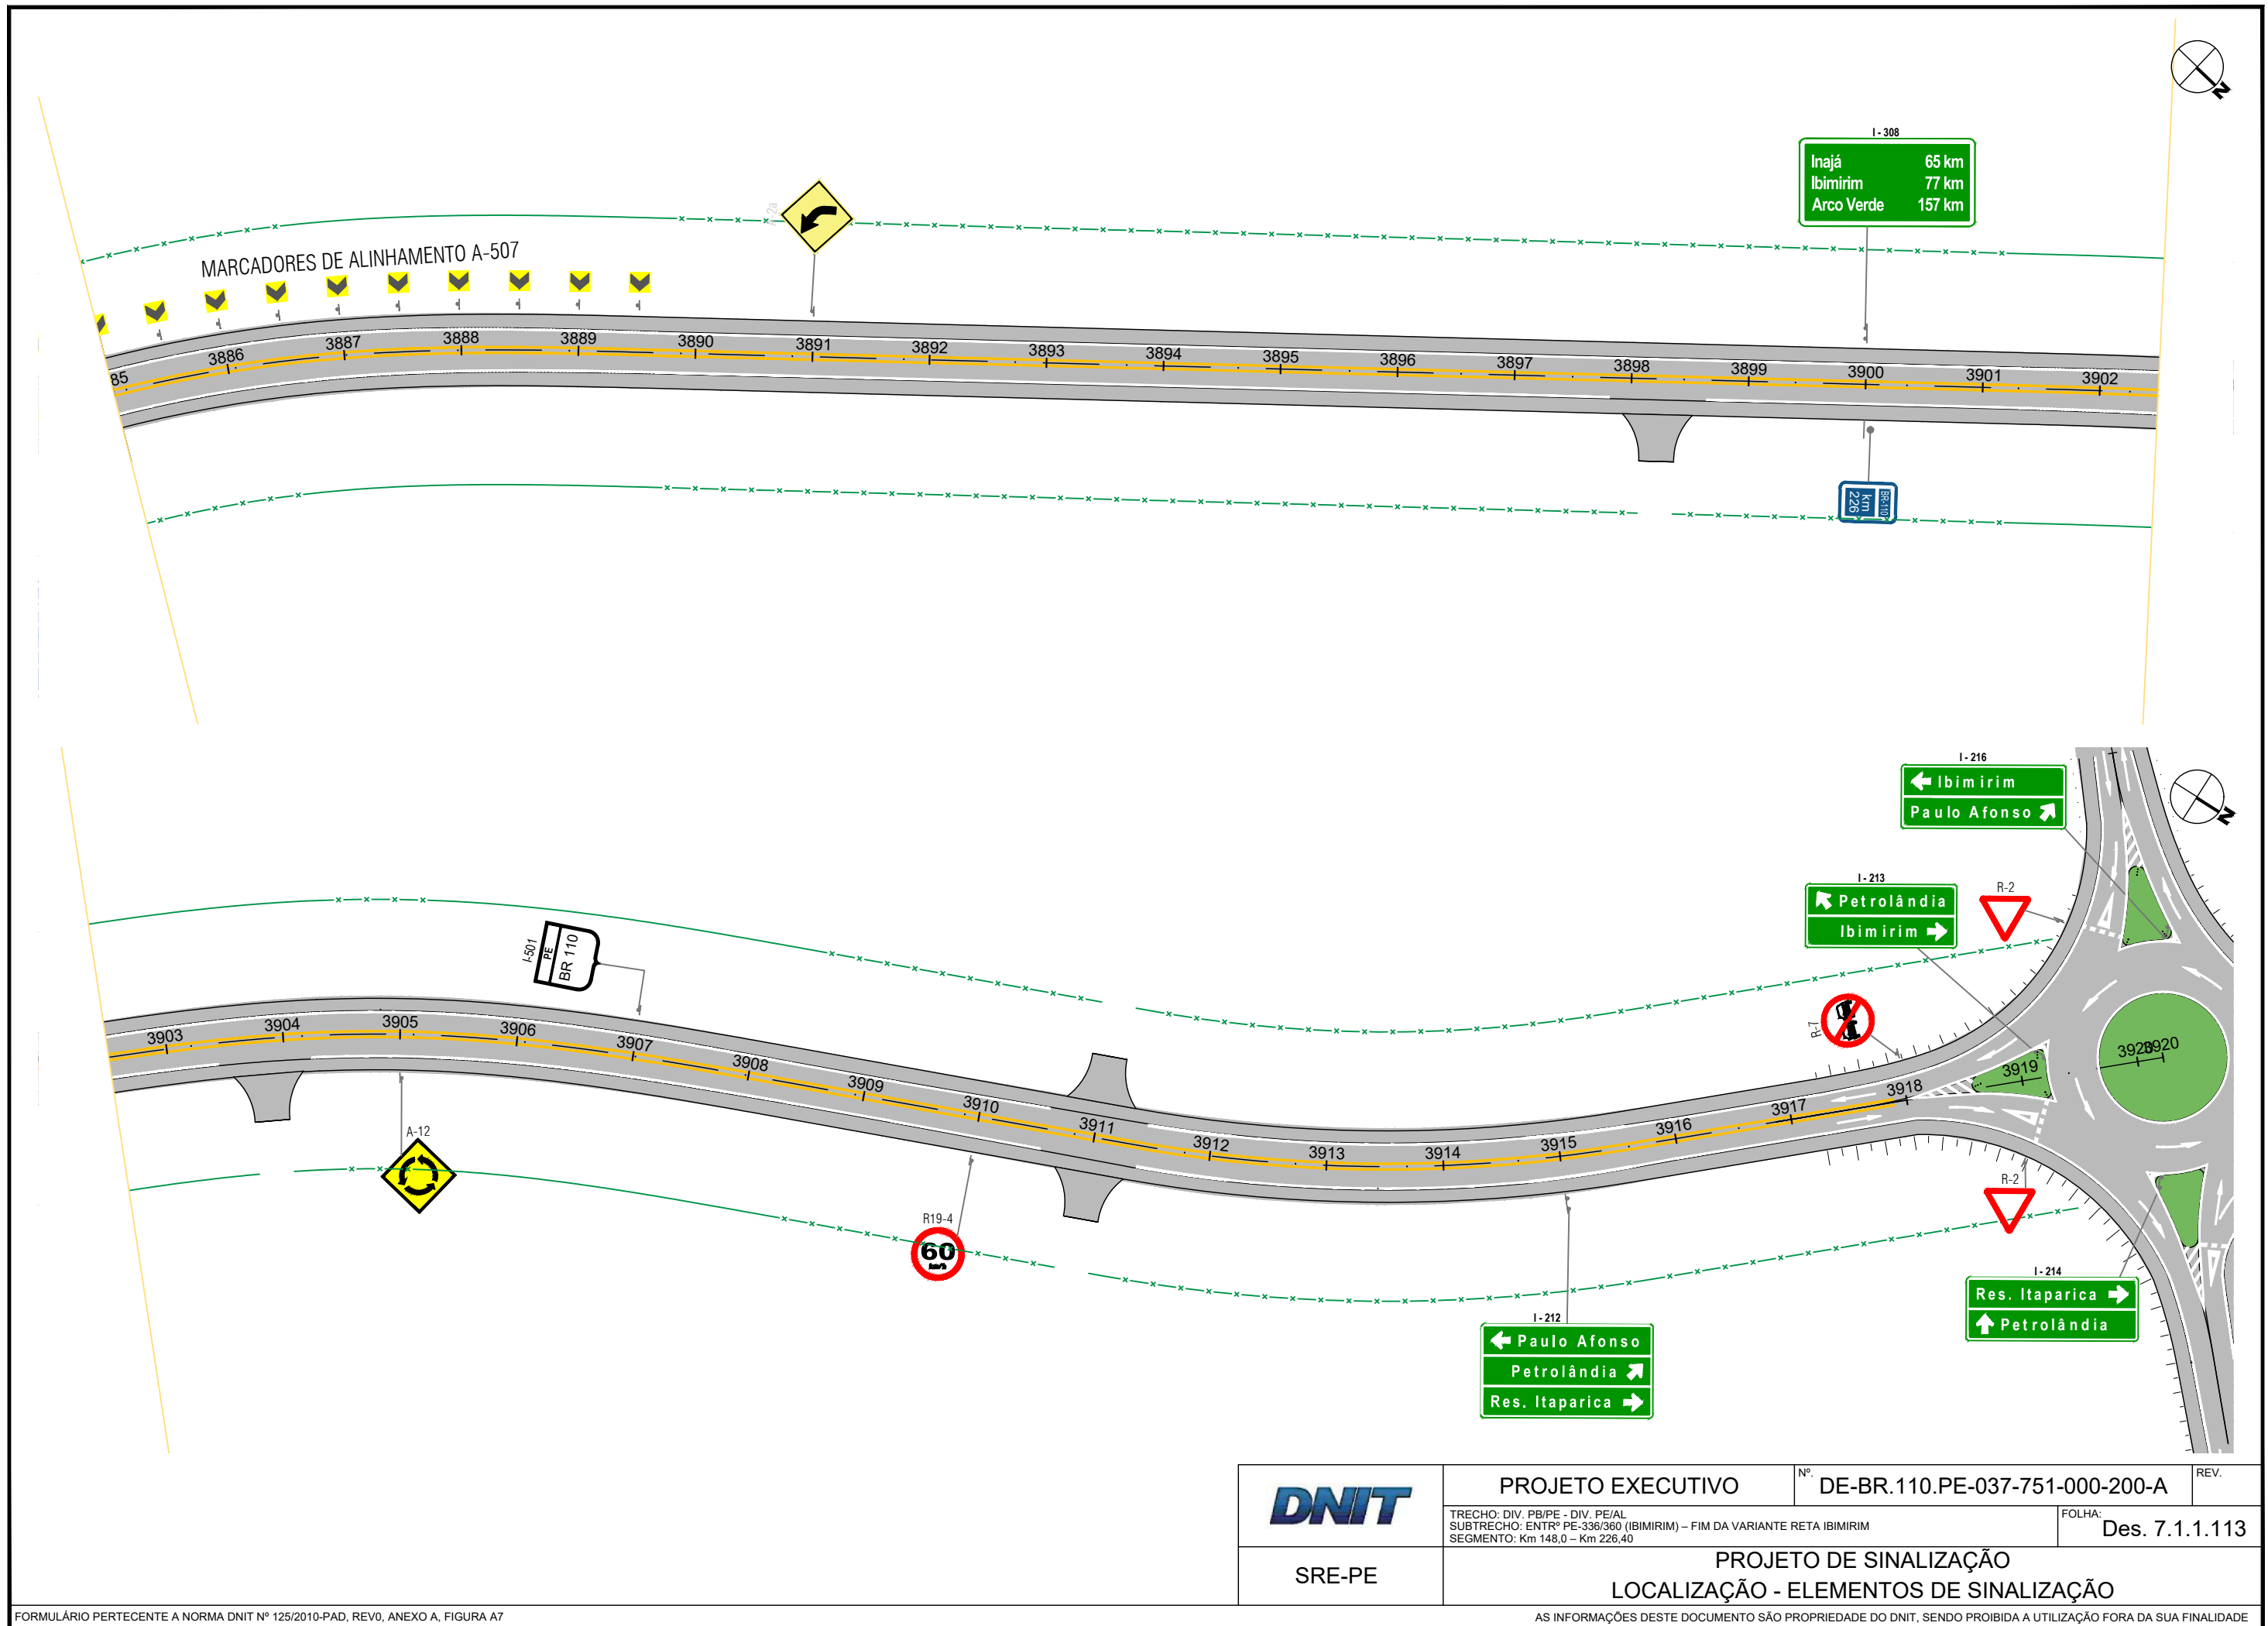 N
I - 308
Inajá 65 km
Ibimirim 77 km
Arco Verde 157 km
MARCADORES DE ALINHAMENTO A-507
85 3886 3887 3888 3889 3890 3891 3892 3893 3894 3895 3896 3897 3898 3899 3900 3901 3902
BR-110
km
226
I - 216
Ibimirim
Paulo Afonso
N
I - 213
Petrolândia
Ibimirim
R-2
I-501
PE
BR 110
R-7
3903 3904 3905 3906 3907 3908 3909 3910 3911 3912 3913 3914 3915 3916 3917 3918 3919 3920 3920
A-12
R19-4
60
km/h
R-2
I - 212
Paulo Afonso
Petrolândia
Res. Itaparica
I - 214
Res. Itaparica
Petrolândia
DNIT
PROJETO EXECUTIVO
Nº. DE-BR.110.PE-037-751-000-200-A
REV.
TRECHO: DIV. PB/PE - DIV. PE/AL
SUBTRECHO: ENTRº PE-336/360 (IBIMIRIM) – FIM DA VARIANTE RETA IBIMIRIM
SEGMENTO: Km 148,0 – Km 226,40
FOLHA: Des. 7.1.1.113
SRE-PE
PROJETO DE SINALIZAÇÃO
LOCALIZAÇÃO - ELEMENTOS DE SINALIZAÇÃO
FORMULÁRIO PERTECENTE A NORMA DNIT Nº 125/2010-PAD, REV0, ANEXO A, FIGURA A7
AS INFORMAÇÕES DESTE DOCUMENTO SÃO PROPRIEDADE DO DNIT, SENDO PROIBIDA A UTILIZAÇÃO FORA DA SUA FINALIDADE